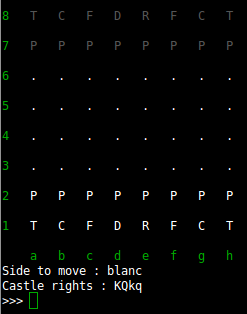 8 T C F D R F C T
7 P P P P P P P P
6 . . . . . . . .
5 . . . . . . . .
4 . . . . . . . .
3 . . . . . . . .
2 P P P P P P P P
1 T C F D R F C T
a b c d e f g h
Side to move : blanc
Castle rights : KQkq
>>>